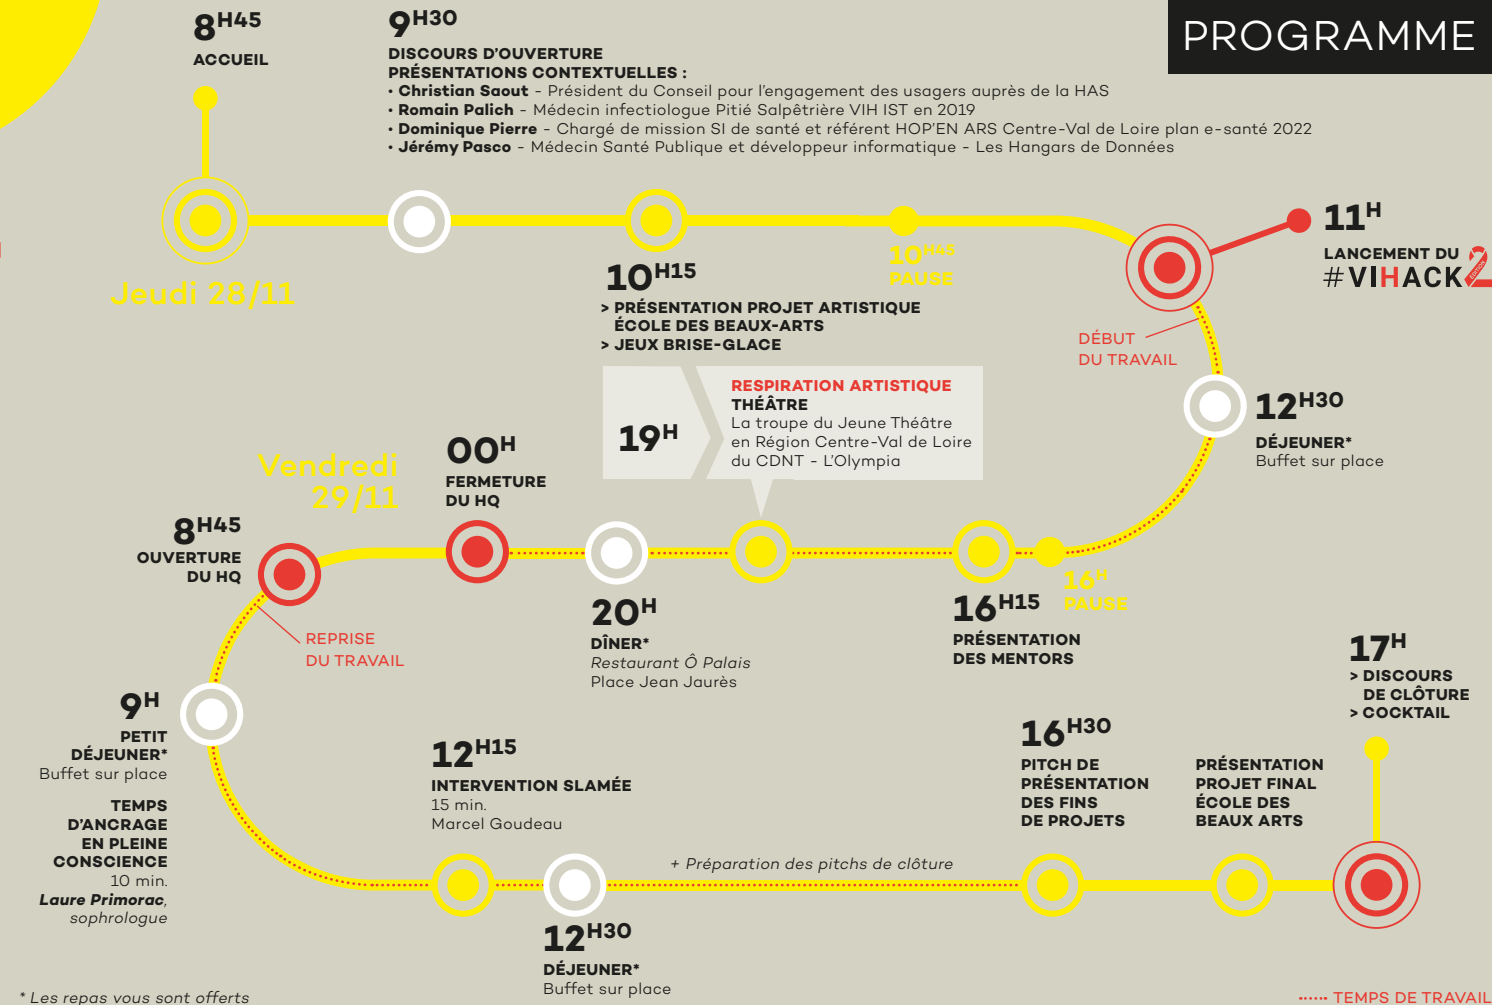 PROGRAMME
8H45
ACCUEIL
9H30
DISCOURS D'OUVERTURE
PRÉSENTATIONS CONTEXTUELLES :
• Christian Saout - Président du Conseil pour l'engagement des usagers auprès de la HAS
• Romain Palich - Médecin infectiologue Pitié Salpêtrière VIH IST en 2019
• Dominique Pierre - Chargé de mission SI de santé et référent HOP'EN ARS Centre-Val de Loire plan e-santé 2022
• Jérémy Pasco - Médecin Santé Publique et développeur informatique - Les Hangars de Données
Jeudi 28/11
10H15
> PRÉSENTATION PROJET ARTISTIQUE
ÉCOLE DES BEAUX-ARTS
> JEUX BRISE-GLACE
10H45
PAUSE
11H
LANCEMENT DU
#VIHACK2
ÉDITION
DÉBUT
DU TRAVAIL
12H30
DÉJEUNER*
Buffet sur place
16H
PAUSE
16H15
PRÉSENTATION
DES MENTORS
19H
RESPIRATION ARTISTIQUE
THÉÂTRE
La troupe du Jeune Théâtre
en Région Centre-Val de Loire
du CDNT - L'Olympia
20H
DÎNER*
Restaurant Ô Palais
Place Jean Jaurès
00H
FERMETURE
DU HQ
Vendredi
29/11
8H45
OUVERTURE
DU HQ
REPRISE
DU TRAVAIL
9H
PETIT
DÉJEUNER*
Buffet sur place
TEMPS
D'ANCRAGE
EN PLEINE
CONSCIENCE
10 min.
Laure Primorac,
sophrologue
12H15
INTERVENTION SLAMÉE
15 min.
Marcel Goudeau
12H30
DÉJEUNER*
Buffet sur place
+ Préparation des pitchs de clôture
16H30
PITCH DE
PRÉSENTATION
DES FINS
DE PROJETS
PRÉSENTATION
PROJET FINAL
ÉCOLE DES
BEAUX ARTS
17H
> DISCOURS
DE CLÔTURE
> COCKTAIL
* Les repas vous sont offerts
TEMPS DE TRAVAIL